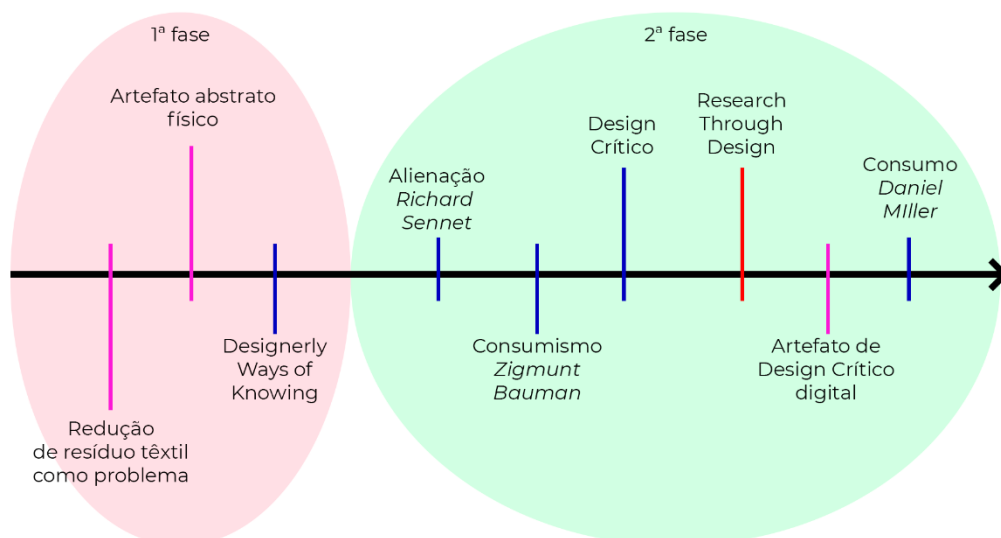 1ª fase
Artefato abstrato
físico
Designerly
Ways of
Knowing
Redução
de resíduo têxtil
como problema
2ª fase
Alienação
Richard
Sennet
Consumismo
Zigmunt
Bauman
Design
Crítico
Research
Through
Design
Artefato de
Design Crítico
digital
Consumo
Daniel
MIller